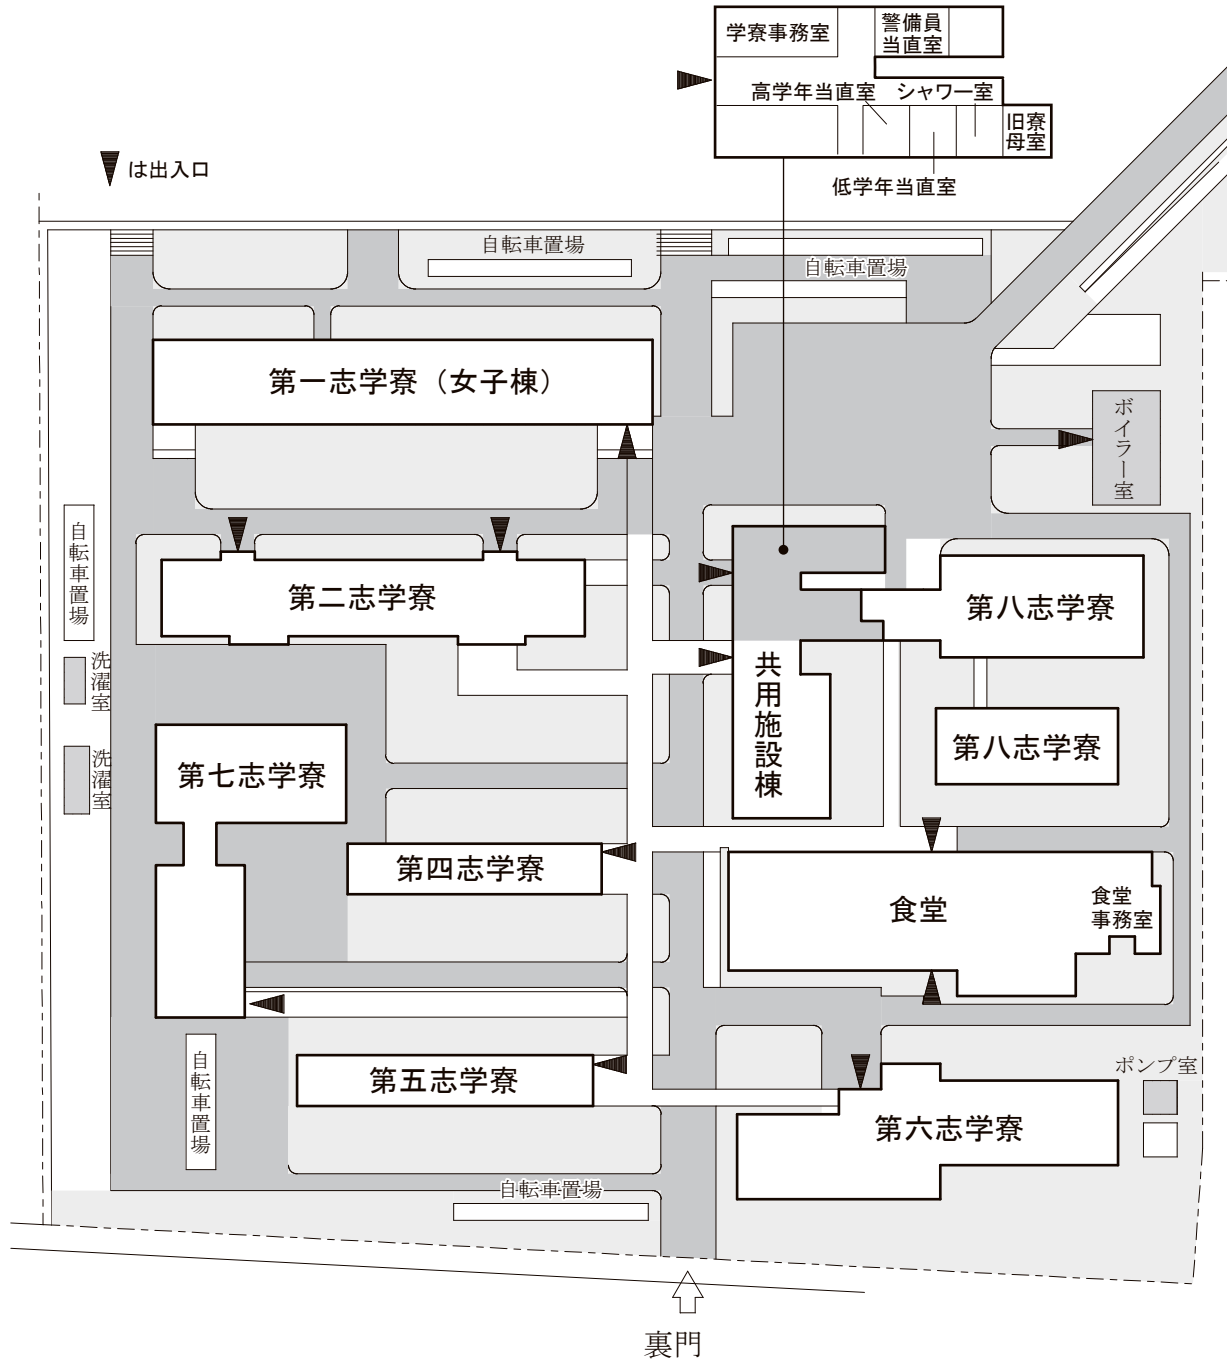 学寮事務室
警備員
当直室
高学年当直室
シャワー室
旧寮
母室
低学年当直室
は出入口
自転車置場
自転車置場
第一志学寮（女子棟）
ボイラー室
自転車置場
第二志学寮
第八志学寮
洗濯室
共用施設棟
第七志学寮
第八志学寮
洗濯室
第四志学寮
食堂
食堂
事務室
自転車置場
第五志学寮
ポンプ室
第六志学寮
自転車置場
裏門